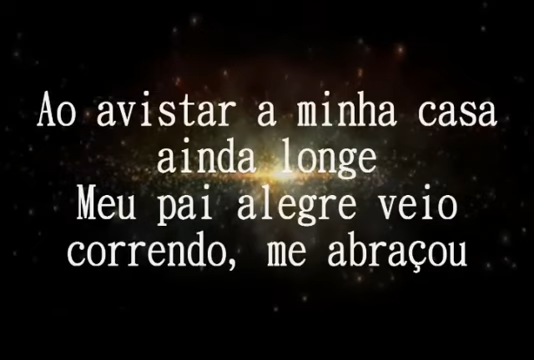 Ao avistar a minha casa
ainda longe
Meu pai alegre veio
correndo, me abraçou